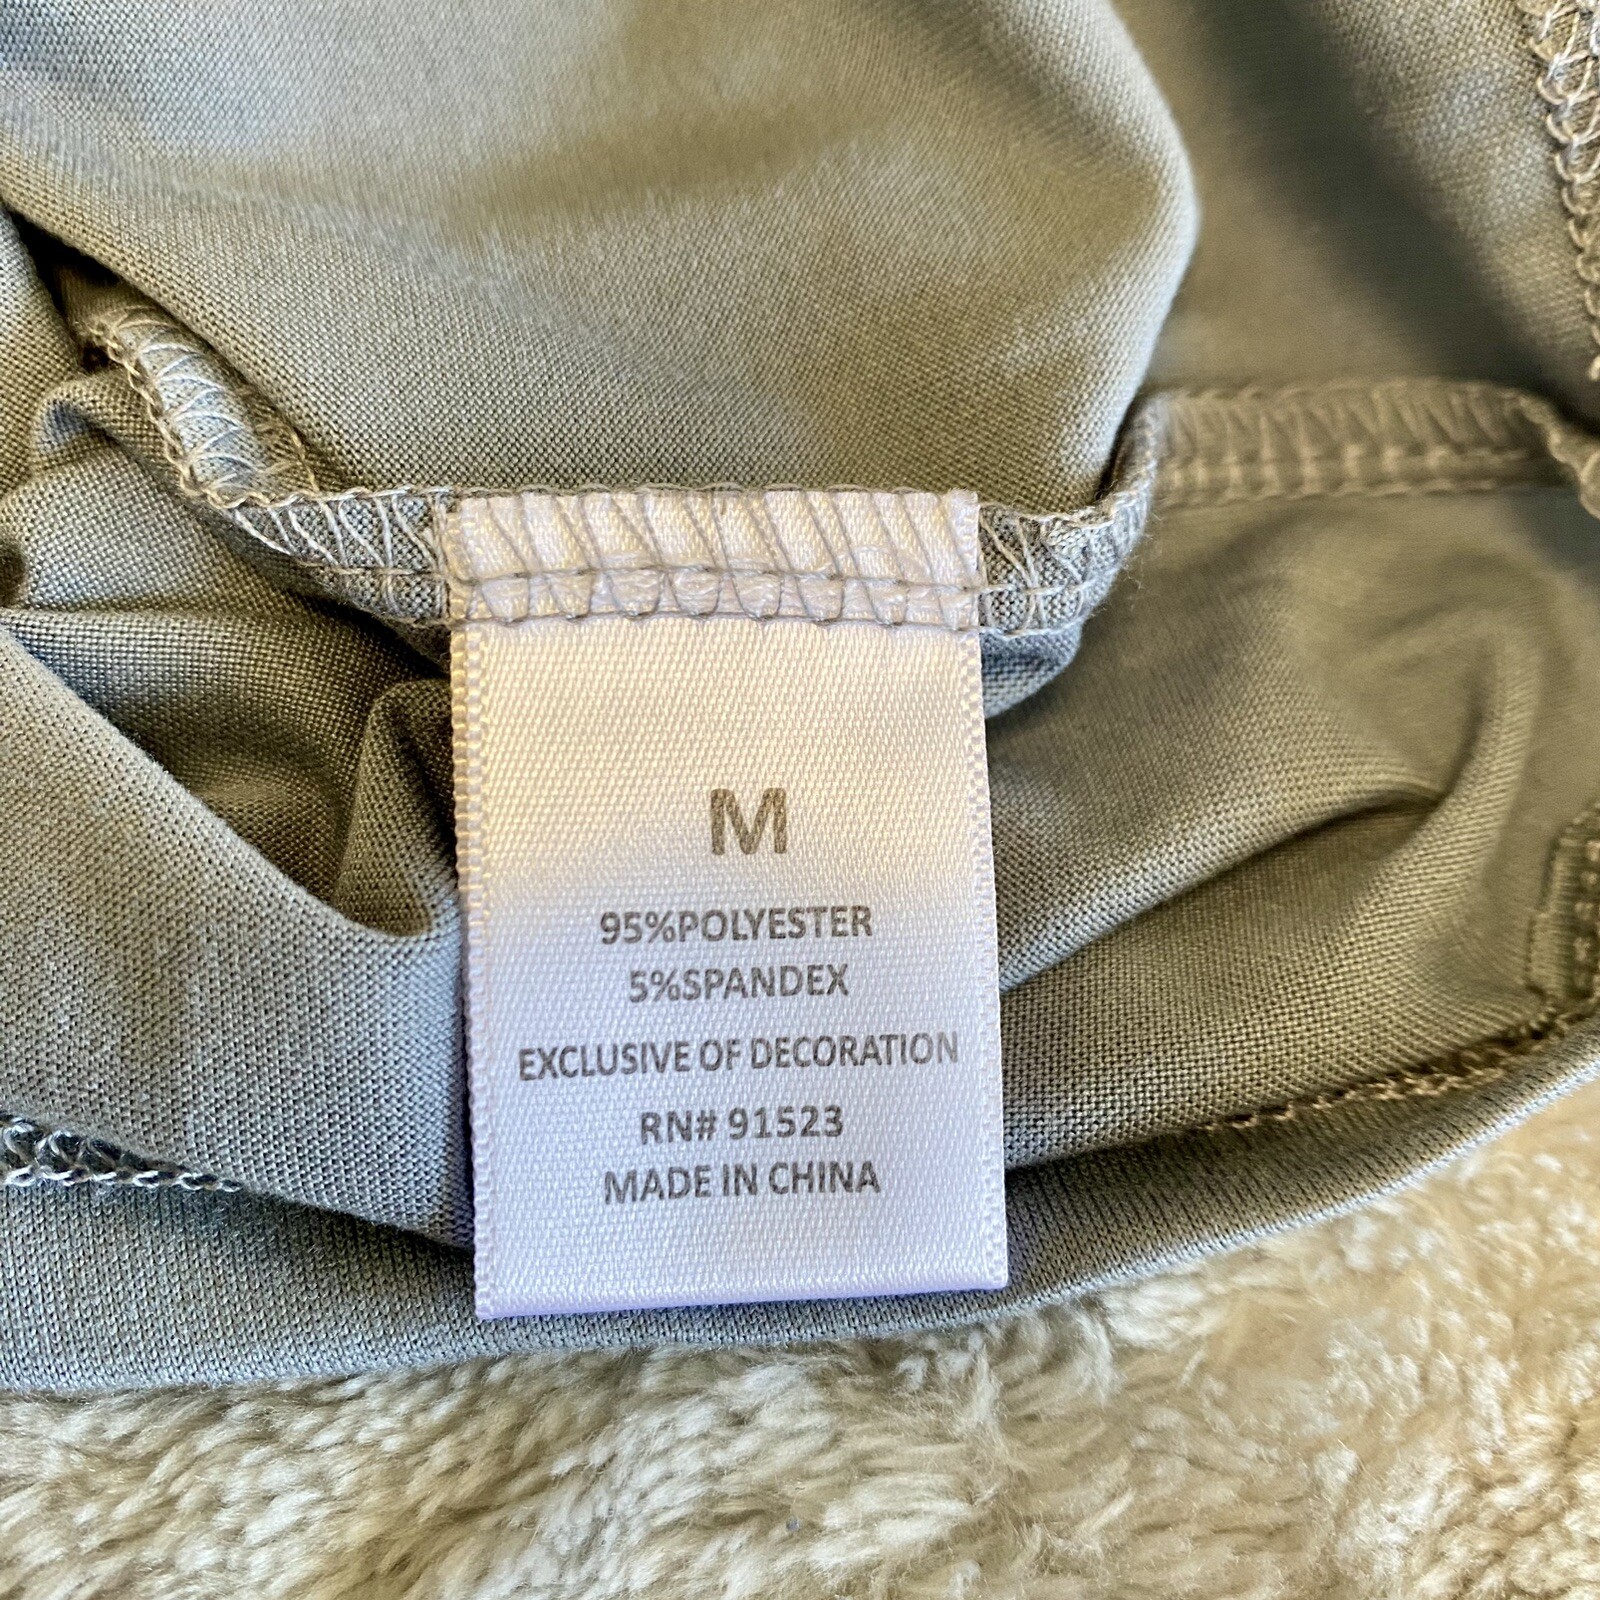 M
95%POLYESTER
5%SPANDEX
EXCLUSIVE OF DECORATION
RN# 91523
MADE IN CHINA